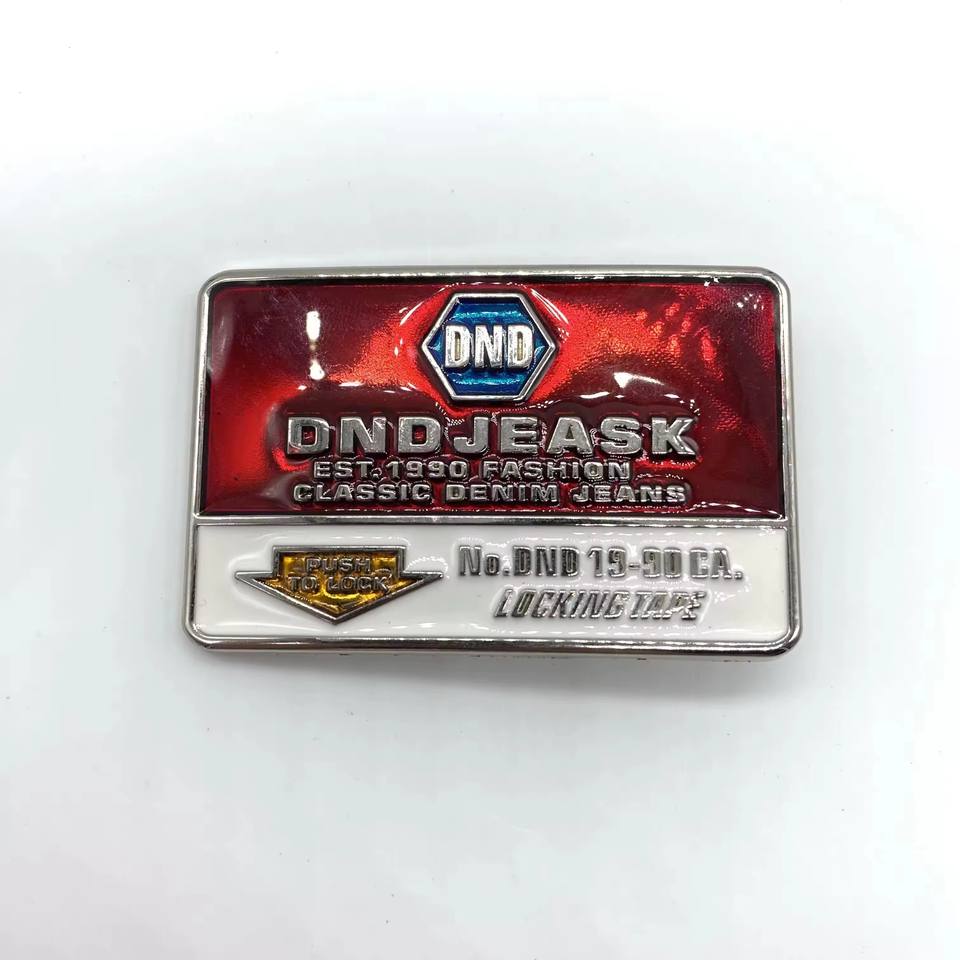 DND
DNDJEASK
EST.1990 FASHION
CLASSIC DENIM JEANS
PUSH
TO LOCK
No.DND 19-90 CA.
LOCKING TAPE